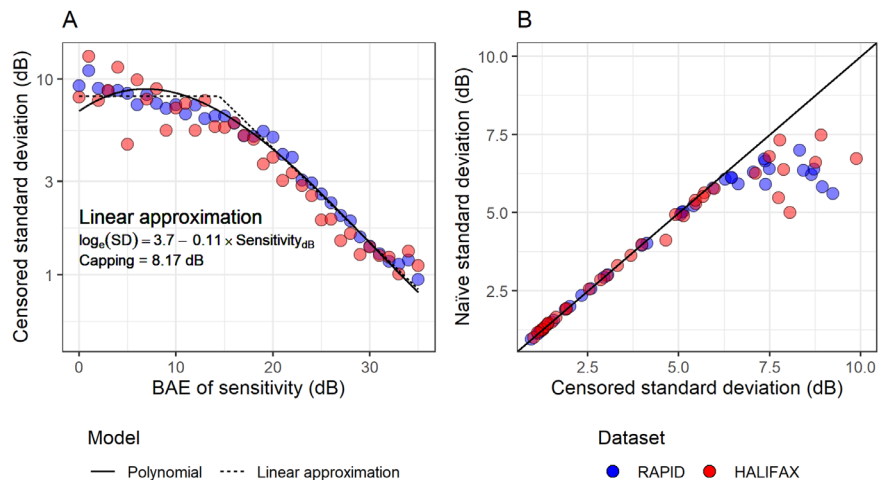 A
Censored standard deviation (dB)
10
3
1
Linear approximation
logₑ(SD) = 3.7 − 0.11 × Sensitivity_dB
Capping = 8.17 dB
0 10 20 30
BAE of sensitivity (dB)
B
Naïve standard deviation (dB)
10.0
7.5
5.0
2.5
2.5 5.0 7.5 10.0
Censored standard deviation (dB)
Model
Polynomial Linear approximation
Dataset
RAPID HALIFAX